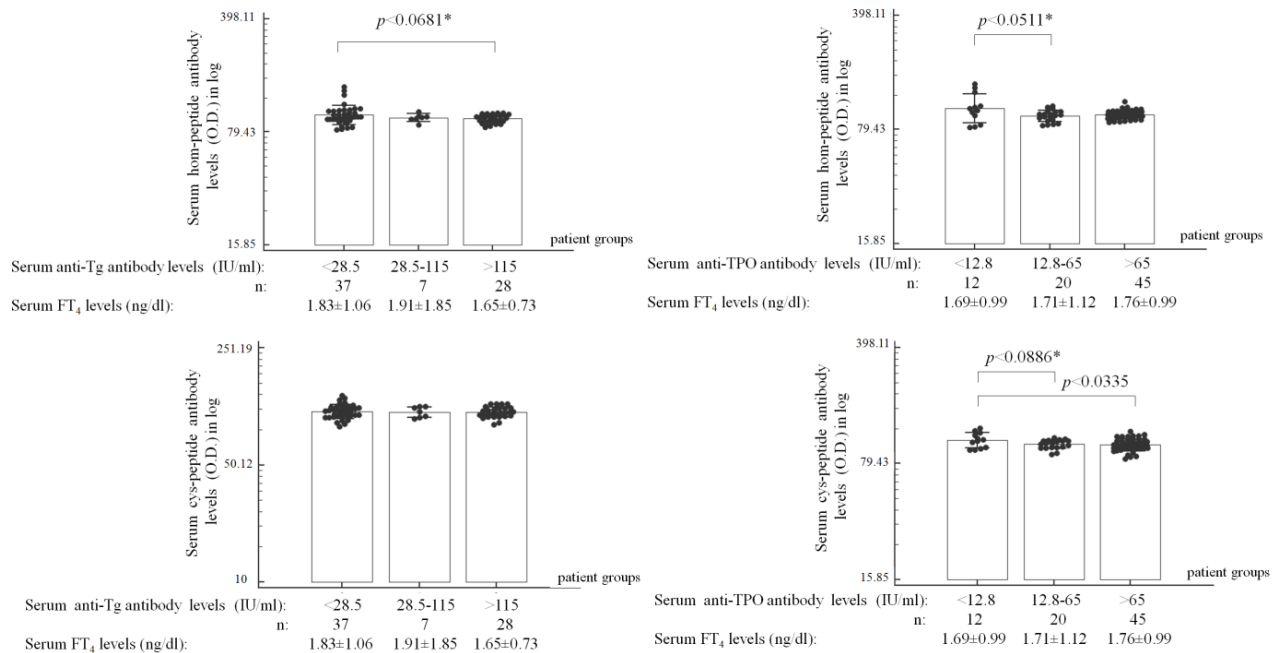 398.11
p<0.0681*
Serum hom-peptide antibody
levels (O.D.) in log
79.43
15.85
patient groups
Serum anti-Tg antibody levels (IU/ml): <28.5 28.5-115 >115
n: 37 7 28
Serum FT4 levels (ng/dl): 1.83±1.06 1.91±1.85 1.65±0.73
398.11
p<0.0511*
Serum hom-peptide antibody
levels (O.D.) in log
79.43
15.85
patient groups
Serum anti-TPO antibody levels (IU/ml): <12.8 12.8-65 >65
n: 12 20 45
Serum FT4 levels (ng/dl): 1.69±0.99 1.71±1.12 1.76±0.99
251.19
Serum cys-peptide antibody
levels (O.D.) in log
50.12
10
patient groups
Serum anti-Tg antibody levels (IU/ml): <28.5 28.5-115 >115
n: 37 7 28
Serum FT4 levels (ng/dl): 1.83±1.06 1.91±1.85 1.65±0.73
398.11
p<0.0886*
p<0.0335
Serum cys-peptide antibody
levels (O.D.) in log
79.43
15.85
patient groups
Serum anti-TPO antibody levels (IU/ml): <12.8 12.8-65 >65
n: 12 20 45
Serum FT4 levels (ng/dl): 1.69±0.99 1.71±1.12 1.76±0.99